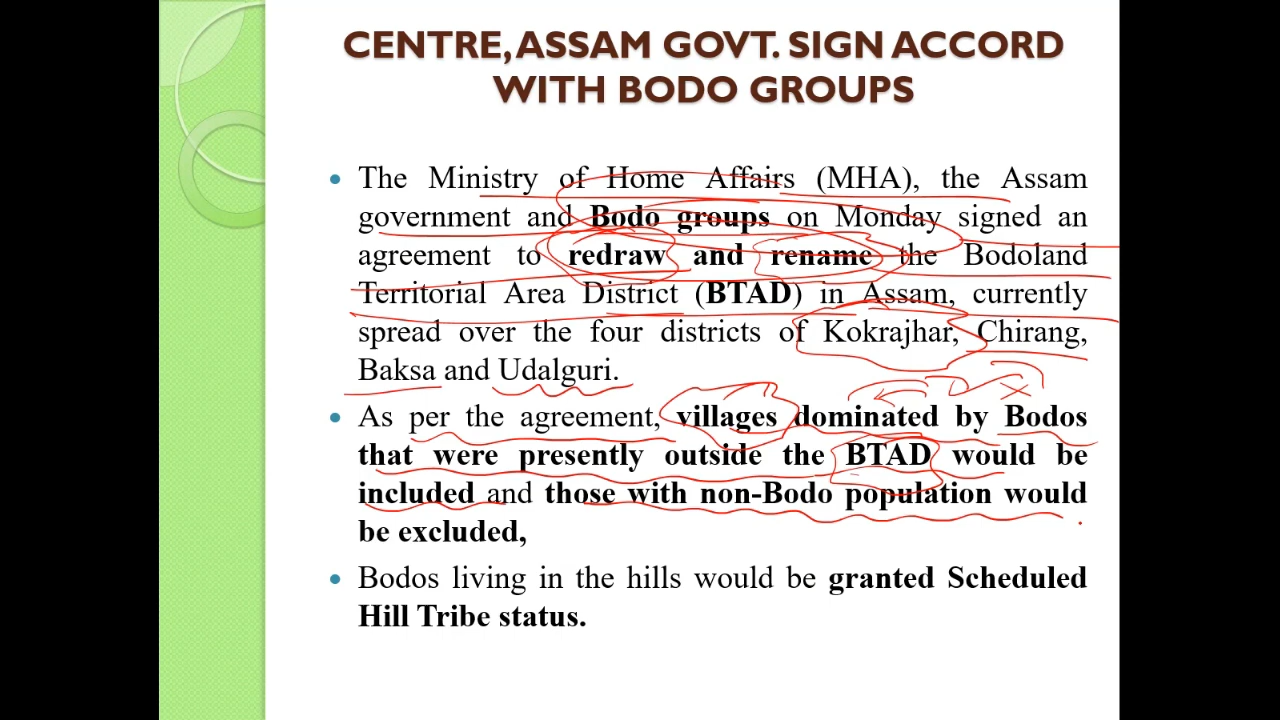 CENTRE, ASSAM GOVT. SIGN ACCORD
WITH BODO GROUPS
• The Ministry of Home Affairs (MHA), the Assam
government and Bodo groups on Monday signed an
agreement to redraw and rename the Bodoland
Territorial Area District (BTAD) in Assam, currently
spread over the four districts of Kokrajhar, Chirang,
Baksa and Udalguri.
• As per the agreement, villages dominated by Bodos
that were presently outside the BTAD would be
included and those with non-Bodo population would
be excluded,
• Bodos living in the hills would be granted Scheduled
Hill Tribe status.